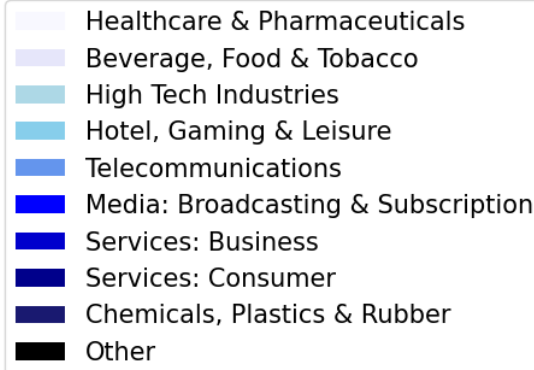 Healthcare & Pharmaceuticals
Beverage, Food & Tobacco
High Tech Industries
Hotel, Gaming & Leisure
Telecommunications
Media: Broadcasting & Subscription
Services: Business
Services: Consumer
Chemicals, Plastics & Rubber
Other